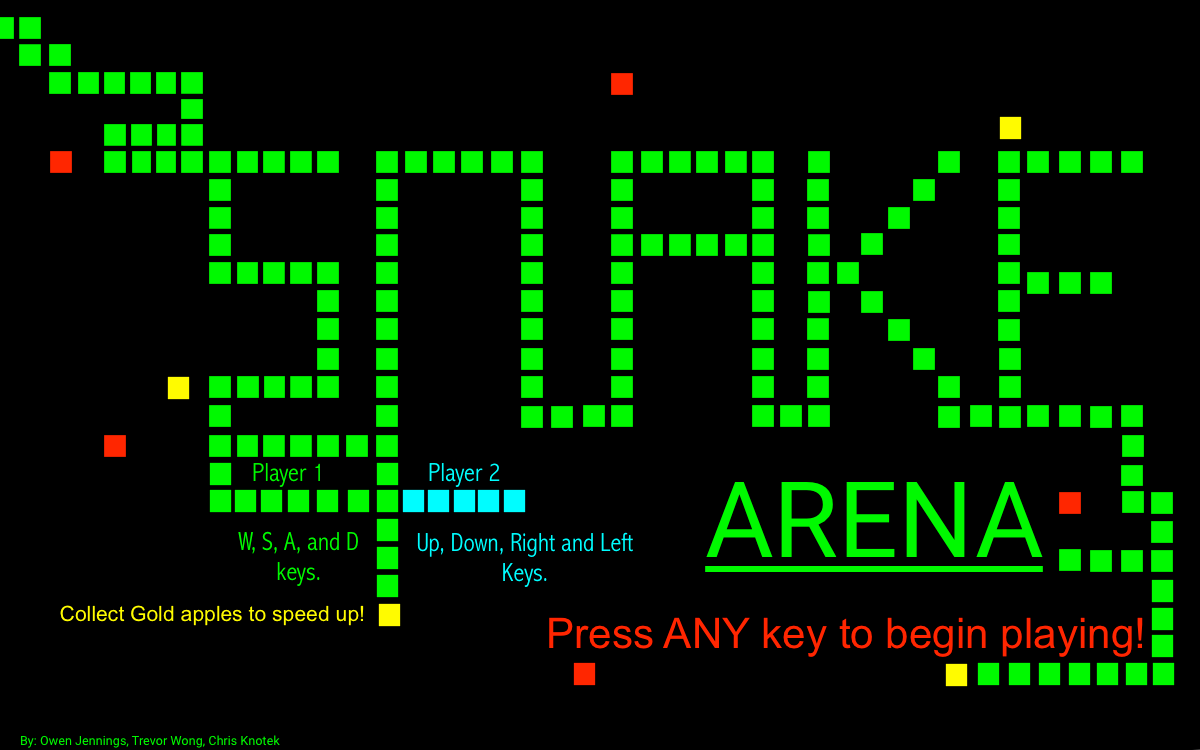 SNAKE
Player 1
Player 2
W, S, A, and D
keys.
Up, Down, Right and Left
Keys.
ARENA
Collect Gold apples to speed up!
Press ANY key to begin playing!
By: Owen Jennings, Trevor Wong, Chris Knotek